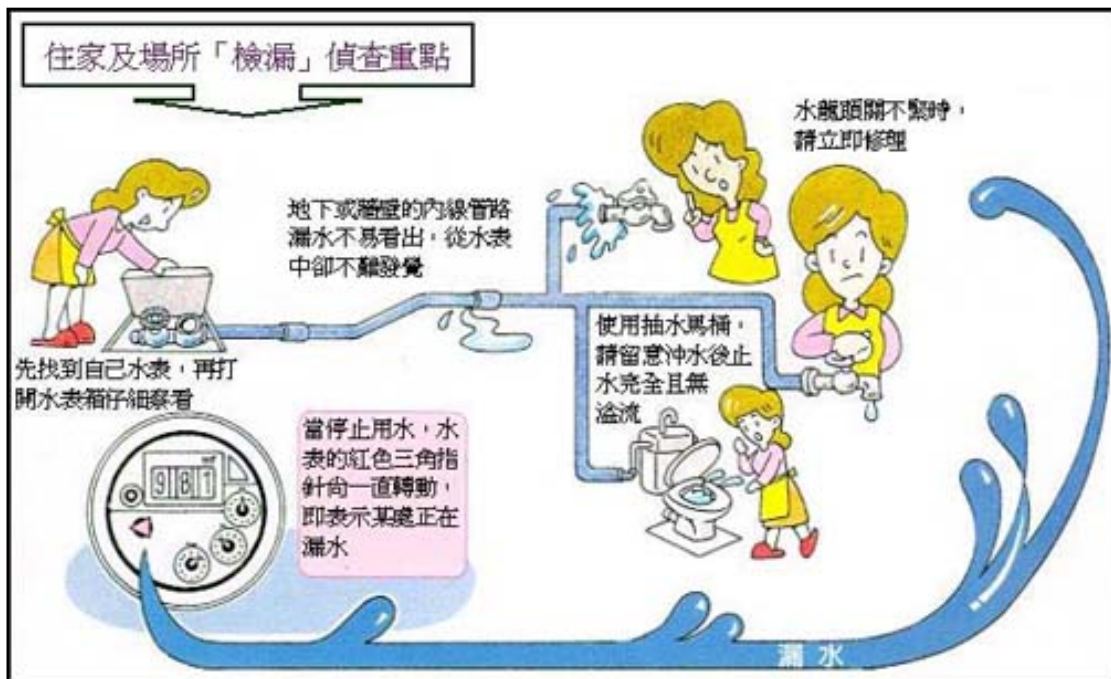 住家及場所「檢漏」偵查重點
水龍頭關不緊時，
請立即修理
地下或牆壁的內線管路
漏水不易看出，從水表
中卻不難發覺
先找到自己水表，再打
開水表箱仔細察看
使用抽水馬桶，
請留意沖水後止
水完全且無
溢流
當停止用水，水
表的紅色三角指
針尚一直轉動，
即表示某處正在
漏水
981
漏水